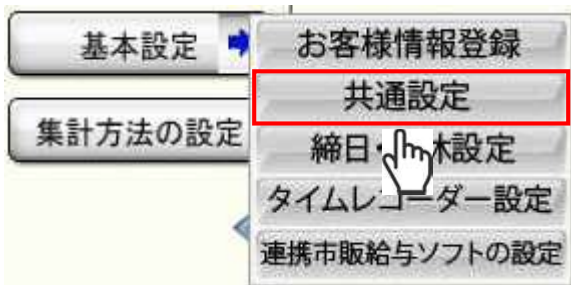 基本設定
お客様情報登録
共通設定
集計方法の設定
締日・休設定
タイムレコーダー設定
連携市販給与ソフトの設定